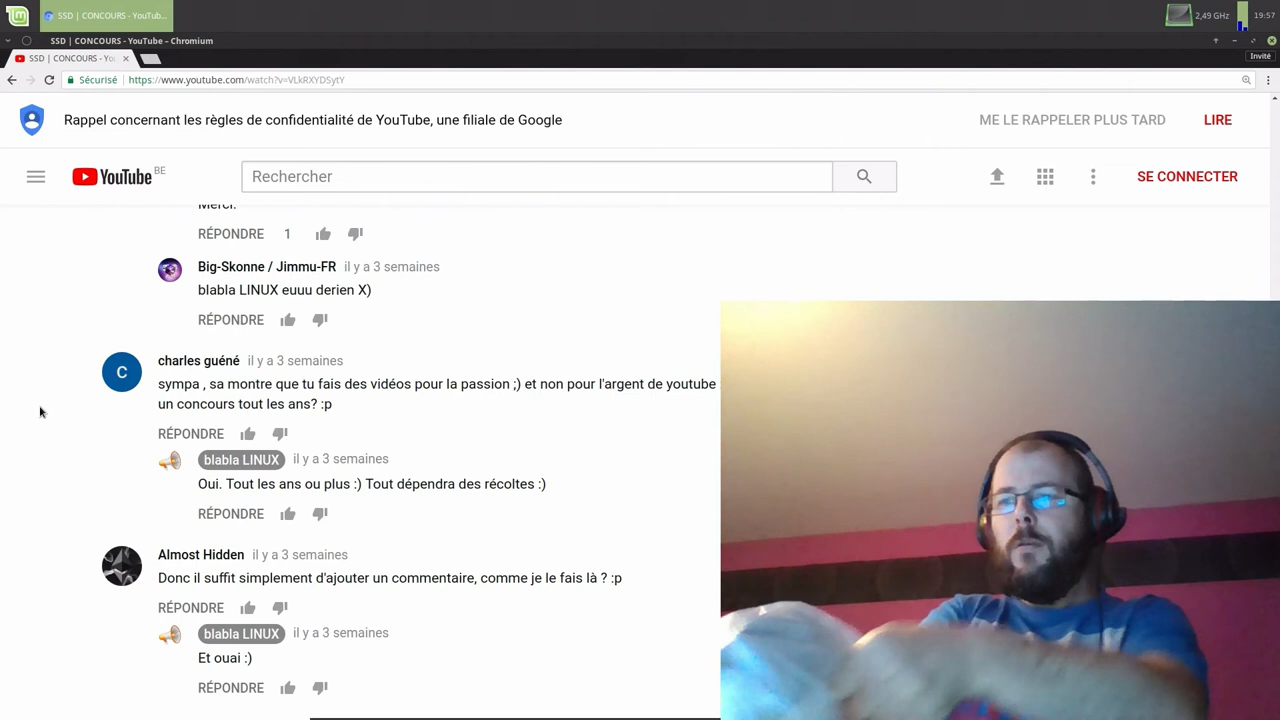 SSD | CONCOURS - YouTub...
2,49 GHz
19:57
SSD | CONCOURS - YouTube - Chromium
SSD | CONCOURS - Yo
Invité
Sécurisé
https://www.youtube.com/watch?v=VLkRXYDSytY
Rappel concernant les règles de confidentialité de YouTube, une filiale de Google
ME LE RAPPELER PLUS TARD
LIRE
YouTube BE
Rechercher
SE CONNECTER
Merci.
RÉPONDRE 1
Big-Skonne / Jimmu-FR il y a 3 semaines
blabla LINUX euuu derien X)
RÉPONDRE
C
charles guéné il y a 3 semaines
sympa , sa montre que tu fais des vidéos pour la passion ;) et non pour l'argent de youtube
un concours tout les ans? :p
RÉPONDRE
blabla LINUX il y a 3 semaines
Oui. Tout les ans ou plus :) Tout dépendra des récoltes :)
RÉPONDRE
Almost Hidden il y a 3 semaines
Donc il suffit simplement d'ajouter un commentaire, comme je le fais là ? :p
RÉPONDRE
blabla LINUX il y a 3 semaines
Et ouai :)
RÉPONDRE